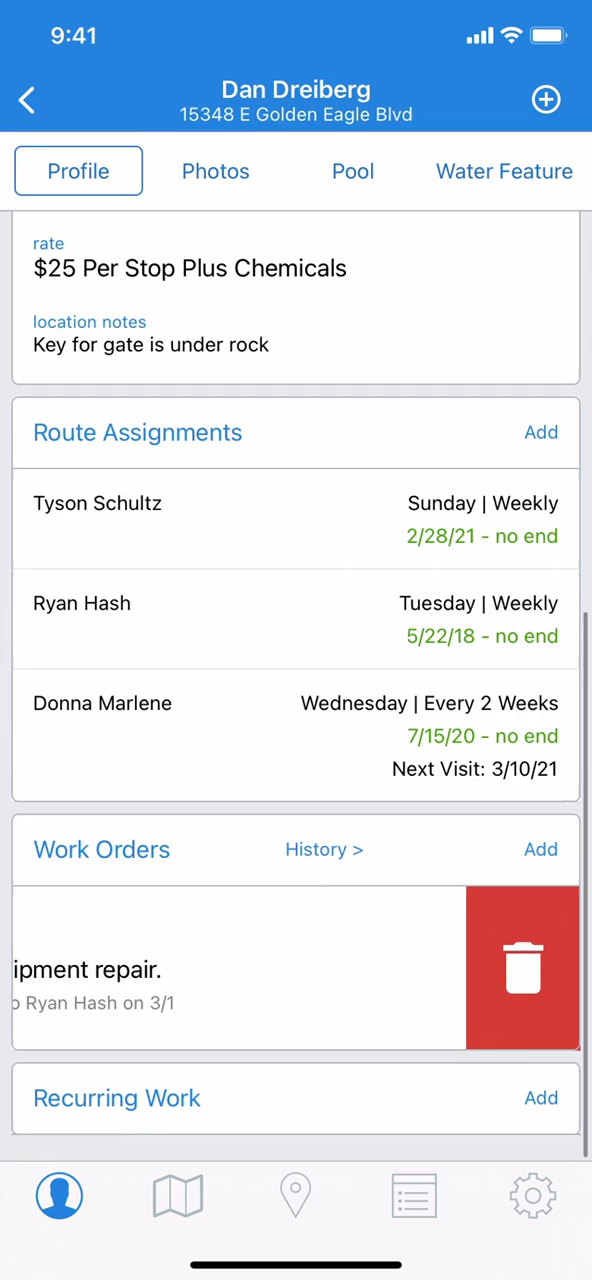 9:41
Dan Dreiberg
15348 E Golden Eagle Blvd
Profile Photos Pool Water Feature
rate
$25 Per Stop Plus Chemicals
location notes
Key for gate is under rock
Route Assignments Add
Tyson Schultz Sunday | Weekly
2/28/21 - no end
Ryan Hash Tuesday | Weekly
5/22/18 - no end
Donna Marlene Wednesday | Every 2 Weeks
7/15/20 - no end
Next Visit: 3/10/21
Work Orders History > Add
ipment repair.
o Ryan Hash on 3/1
Recurring Work Add